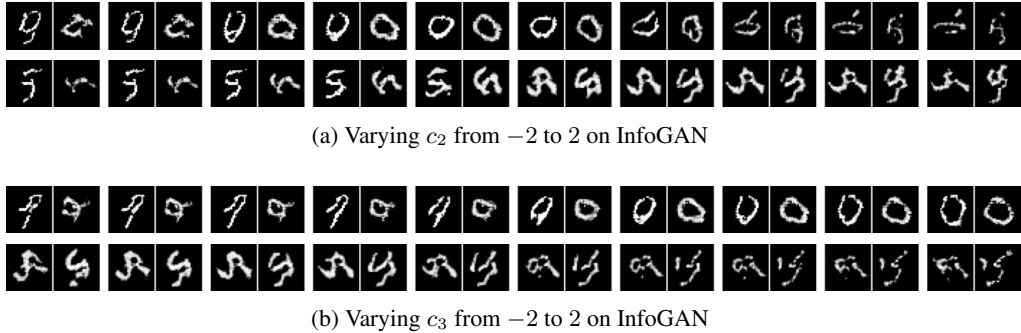 (a) Varying c₂ from −2 to 2 on InfoGAN
(b) Varying c₃ from −2 to 2 on InfoGAN